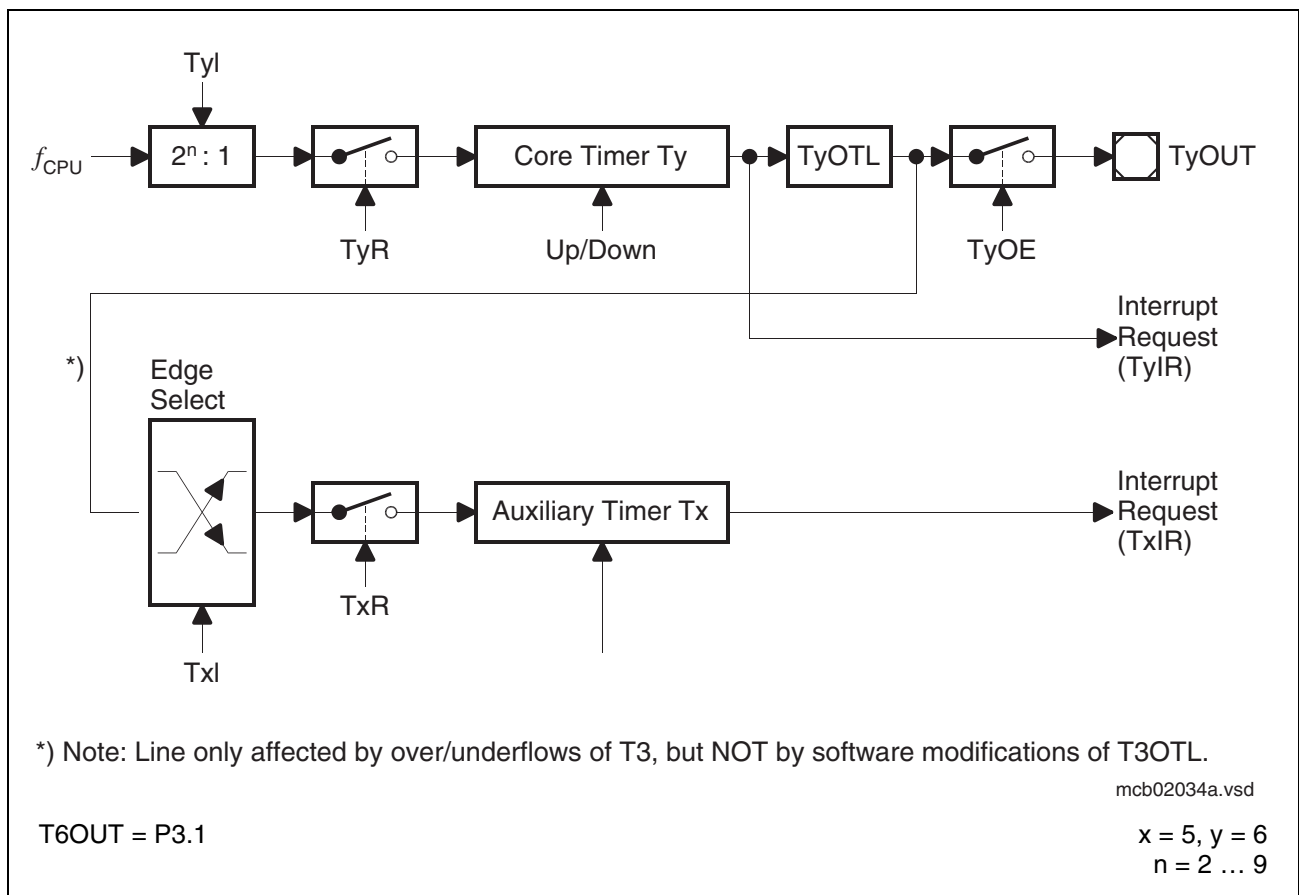 TyI
fCPU
2n : 1
Core Timer Ty
TyOTL
TyOUT
TyR
Up/Down
TyOE
Interrupt
Request
(TyIR)
*)
Edge
Select
Auxiliary Timer Tx
Interrupt
Request
(TxIR)
TxR
TxI
*) Note: Line only affected by over/underflows of T3, but NOT by software modifications of T3OTL.
mcb02034a.vsd
T6OUT = P3.1
x = 5, y = 6
n = 2 … 9